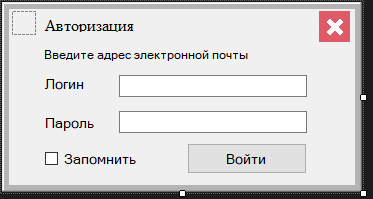 Авторизация
Введите адрес электронной почты
Логин
Пароль
Запомнить
Войти